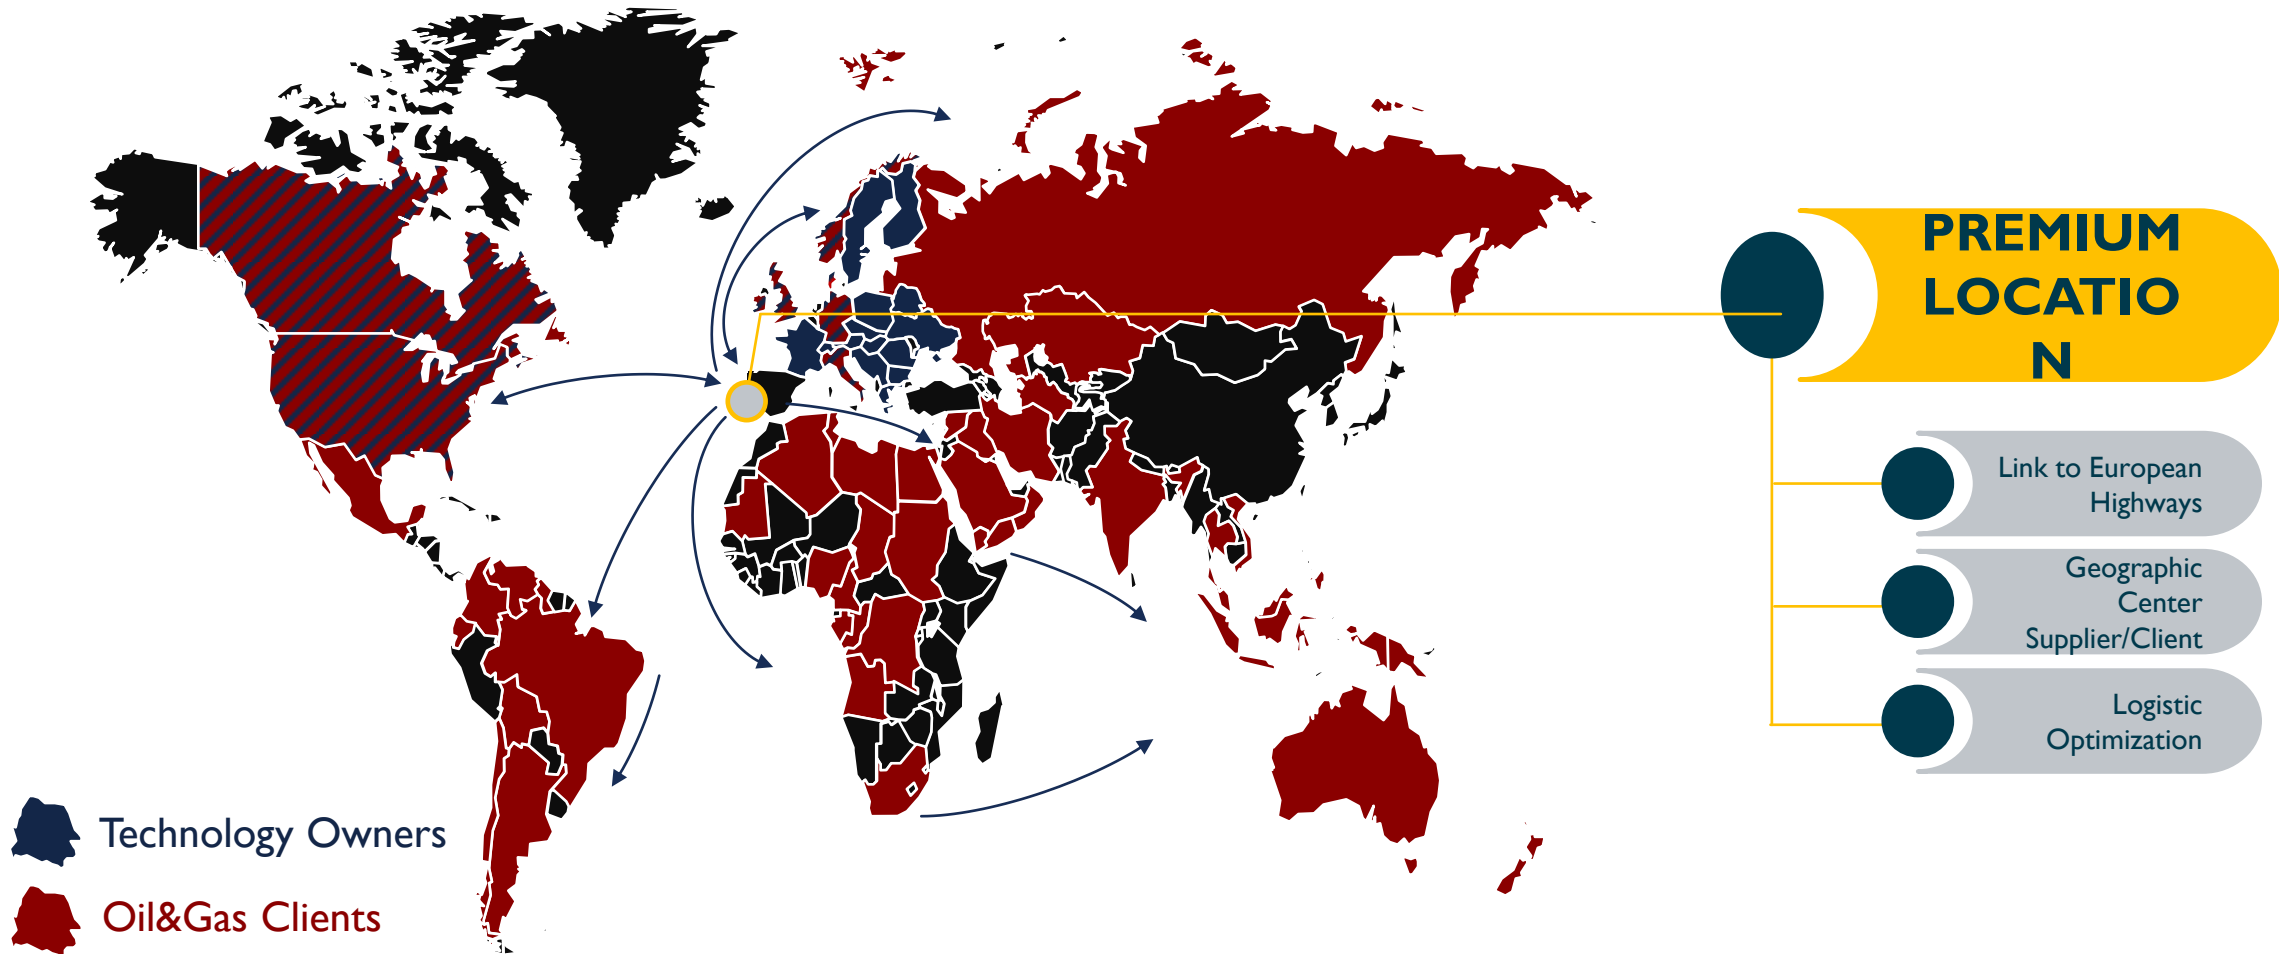 PREMIUM
LOCATIO
N
Link to European
Highways
Geographic
Center
Supplier/Client
Logistic
Optimization
Technology Owners
Oil&Gas Clients